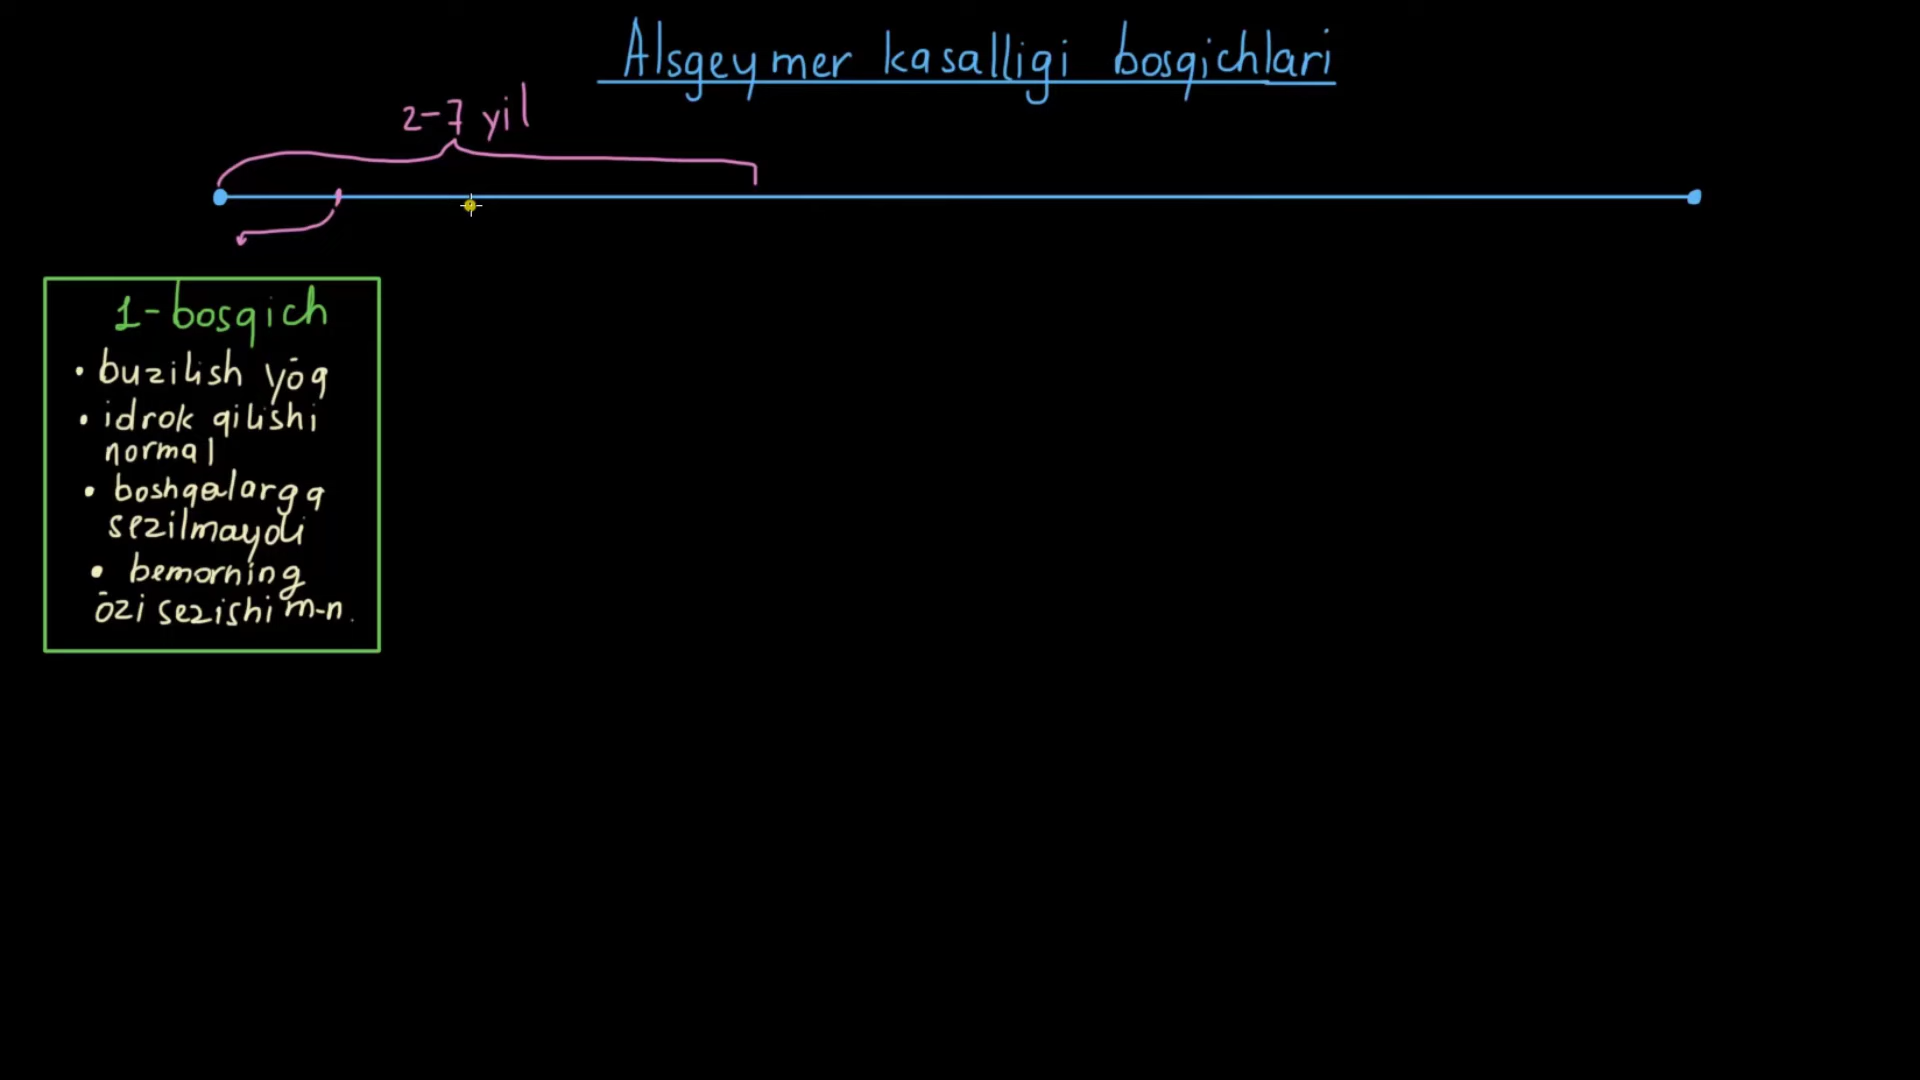 Alsgeymer kasalligi bosqichlari
2-7 yil
1-bosqich
• buzilish yōq
• idrok qilishi
normal
• boshqalarga
sezilmaydi
• bemorning
ōzi sezishi m-n.